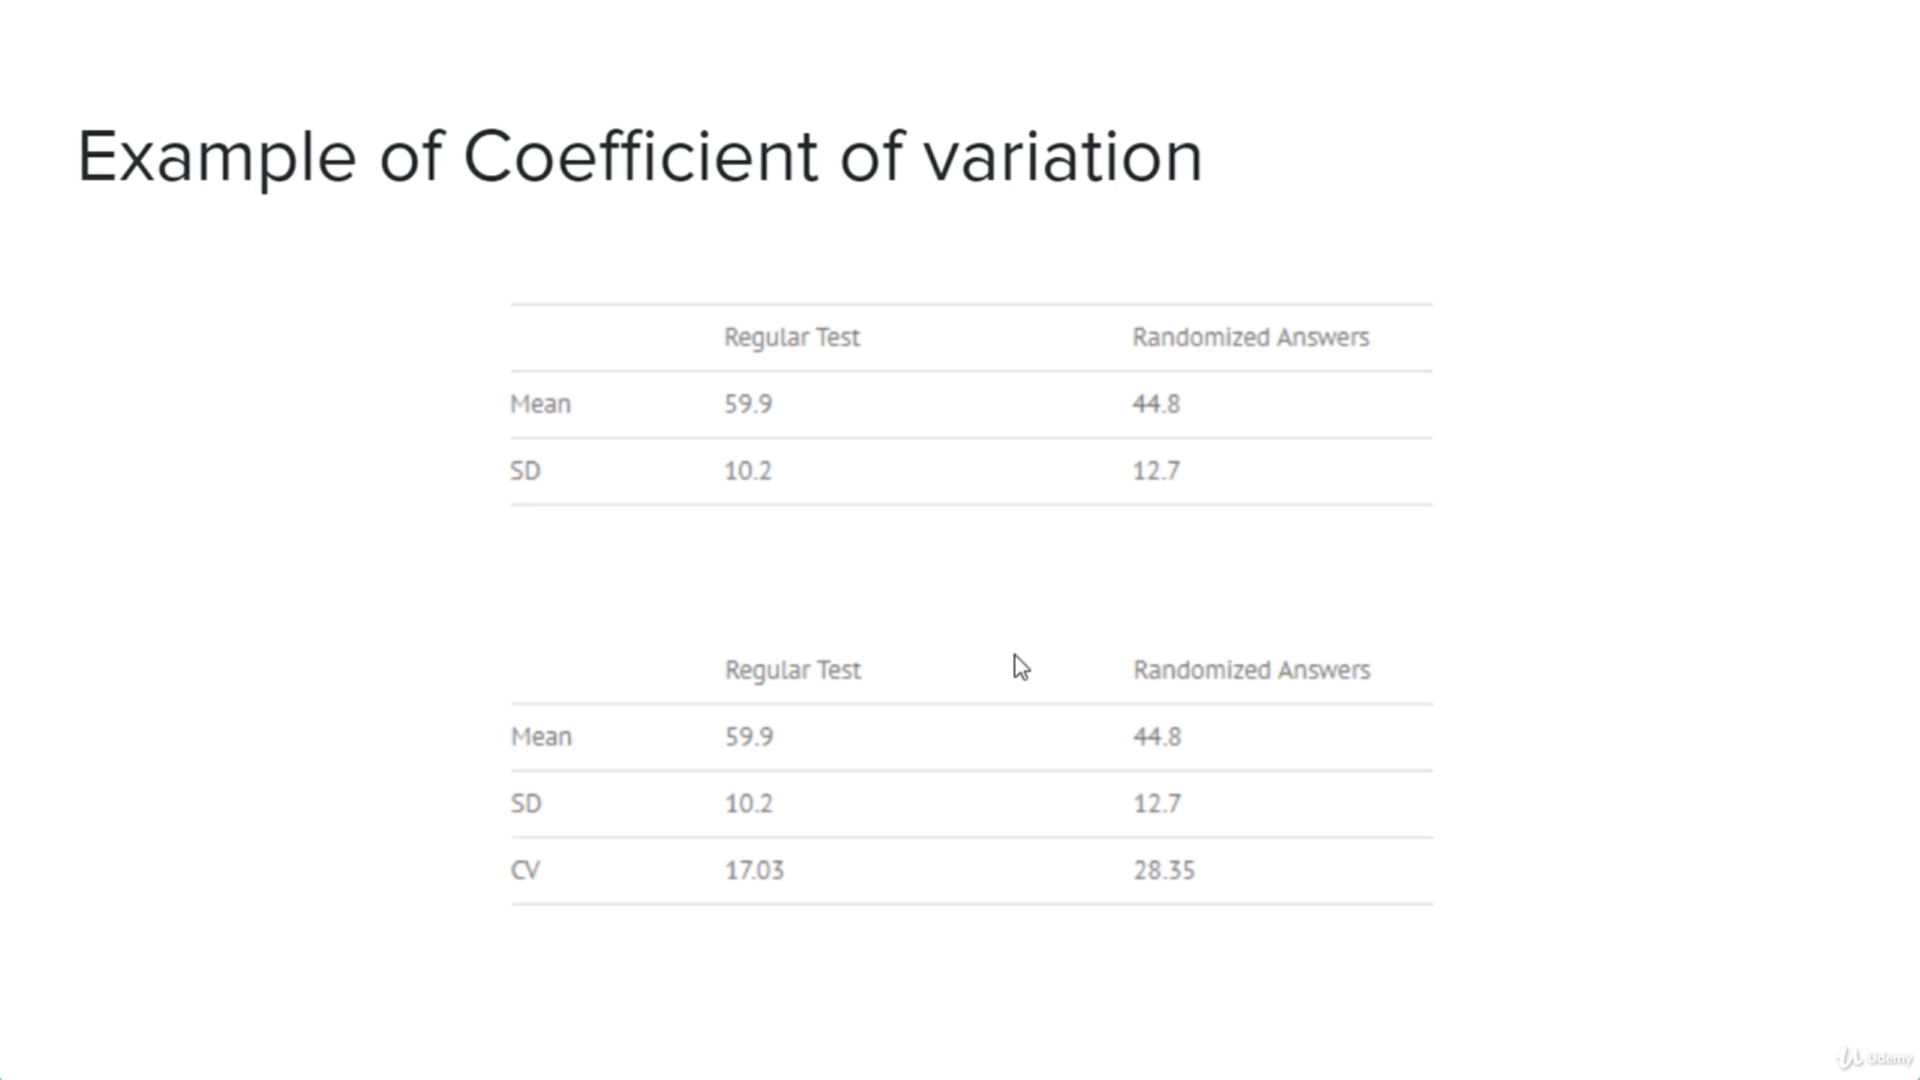 Example of Coefficient of variation
Regular Test Randomized Answers
Mean 59.9 44.8
SD 10.2 12.7
Regular Test Randomized Answers
Mean 59.9 44.8
SD 10.2 12.7
CV 17.03 28.35
Udemy